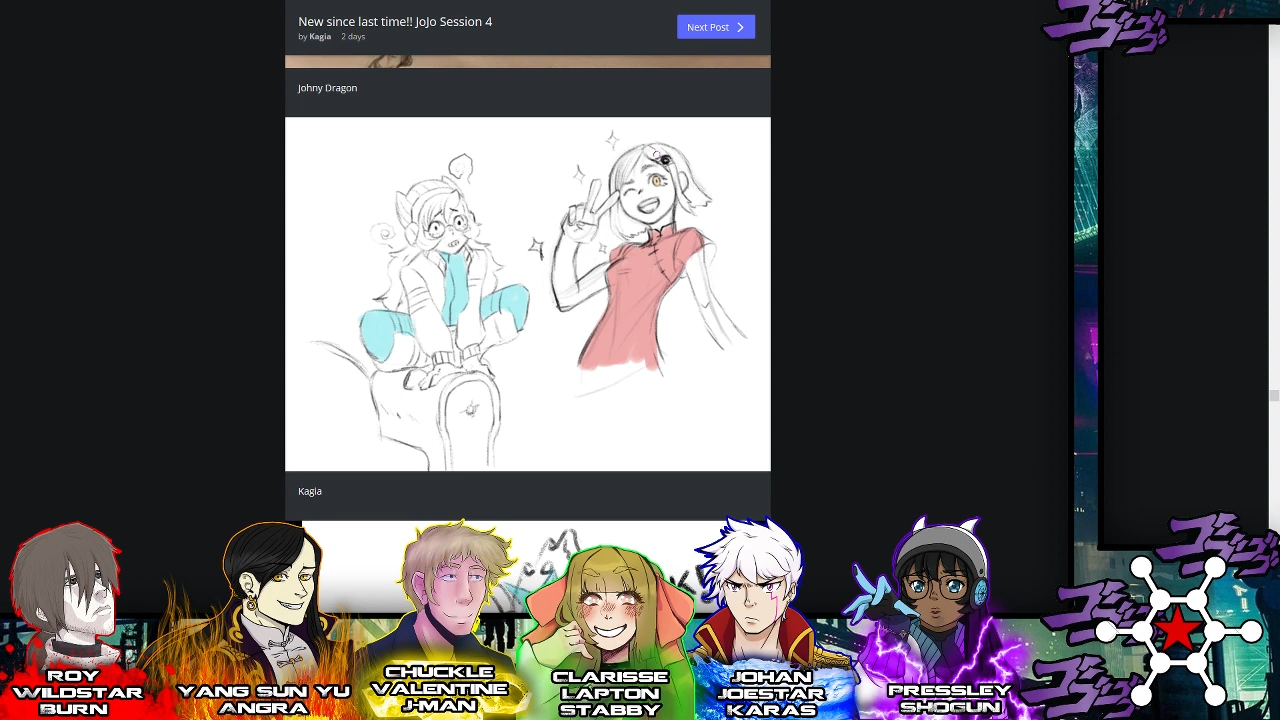 New since last time!! JoJo Session 4
by Kagia 2 days
Next Post
Johny Dragon
Kagia
ROY
WILDSTAR
BURN
YANG SUN YU
ANGRA
CHUCKLE
VALENTINE
J-MAN
CLARISSE
LAPTON
STABBY
JOHAN
JOESTAR
KARAS
PRESSLEY
SHOGUN